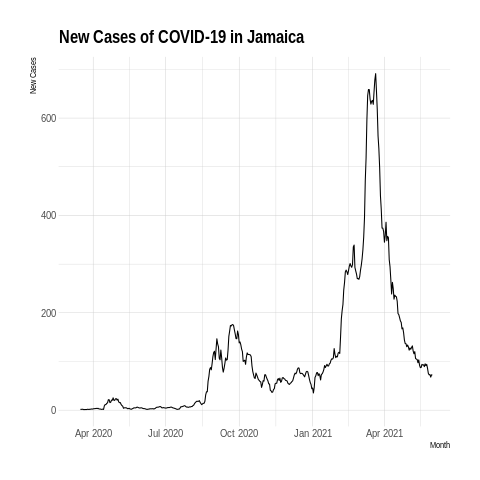 New Cases of COVID-19 in Jamaica
New Cases
600
400
200
0
Apr 2020 Jul 2020 Oct 2020 Jan 2021 Apr 2021
Month